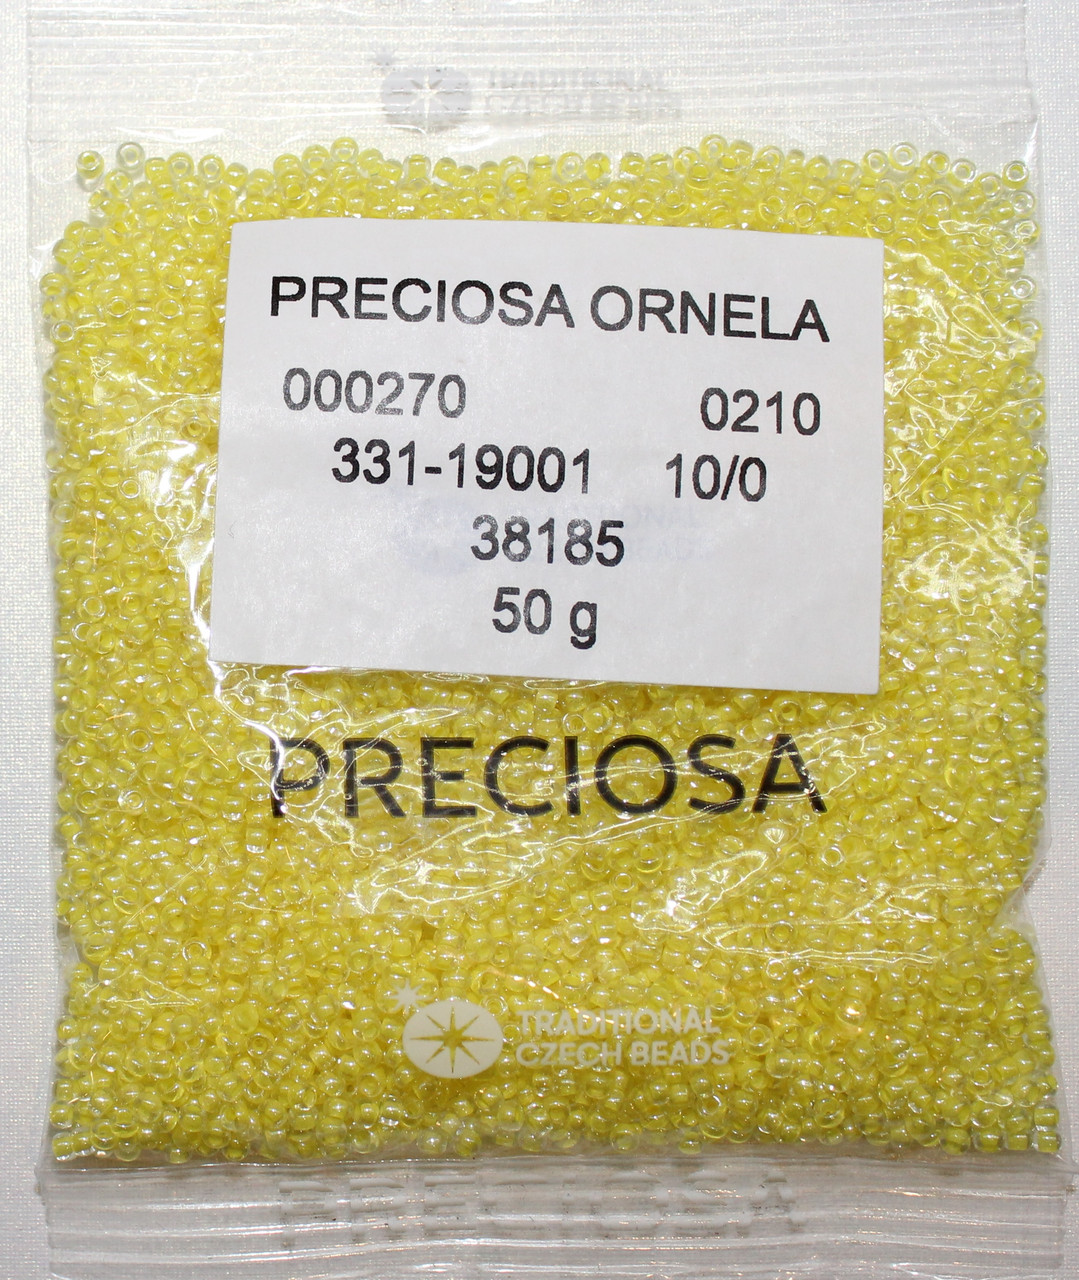 TRADITIONAL
CZECH BEADS
PRECIOSA ORNELA
000270 0210
331-19001 10/0
38185
50 g
PRECIOSA
TRADITIONAL
CZECH BEADS
PRECIOSA